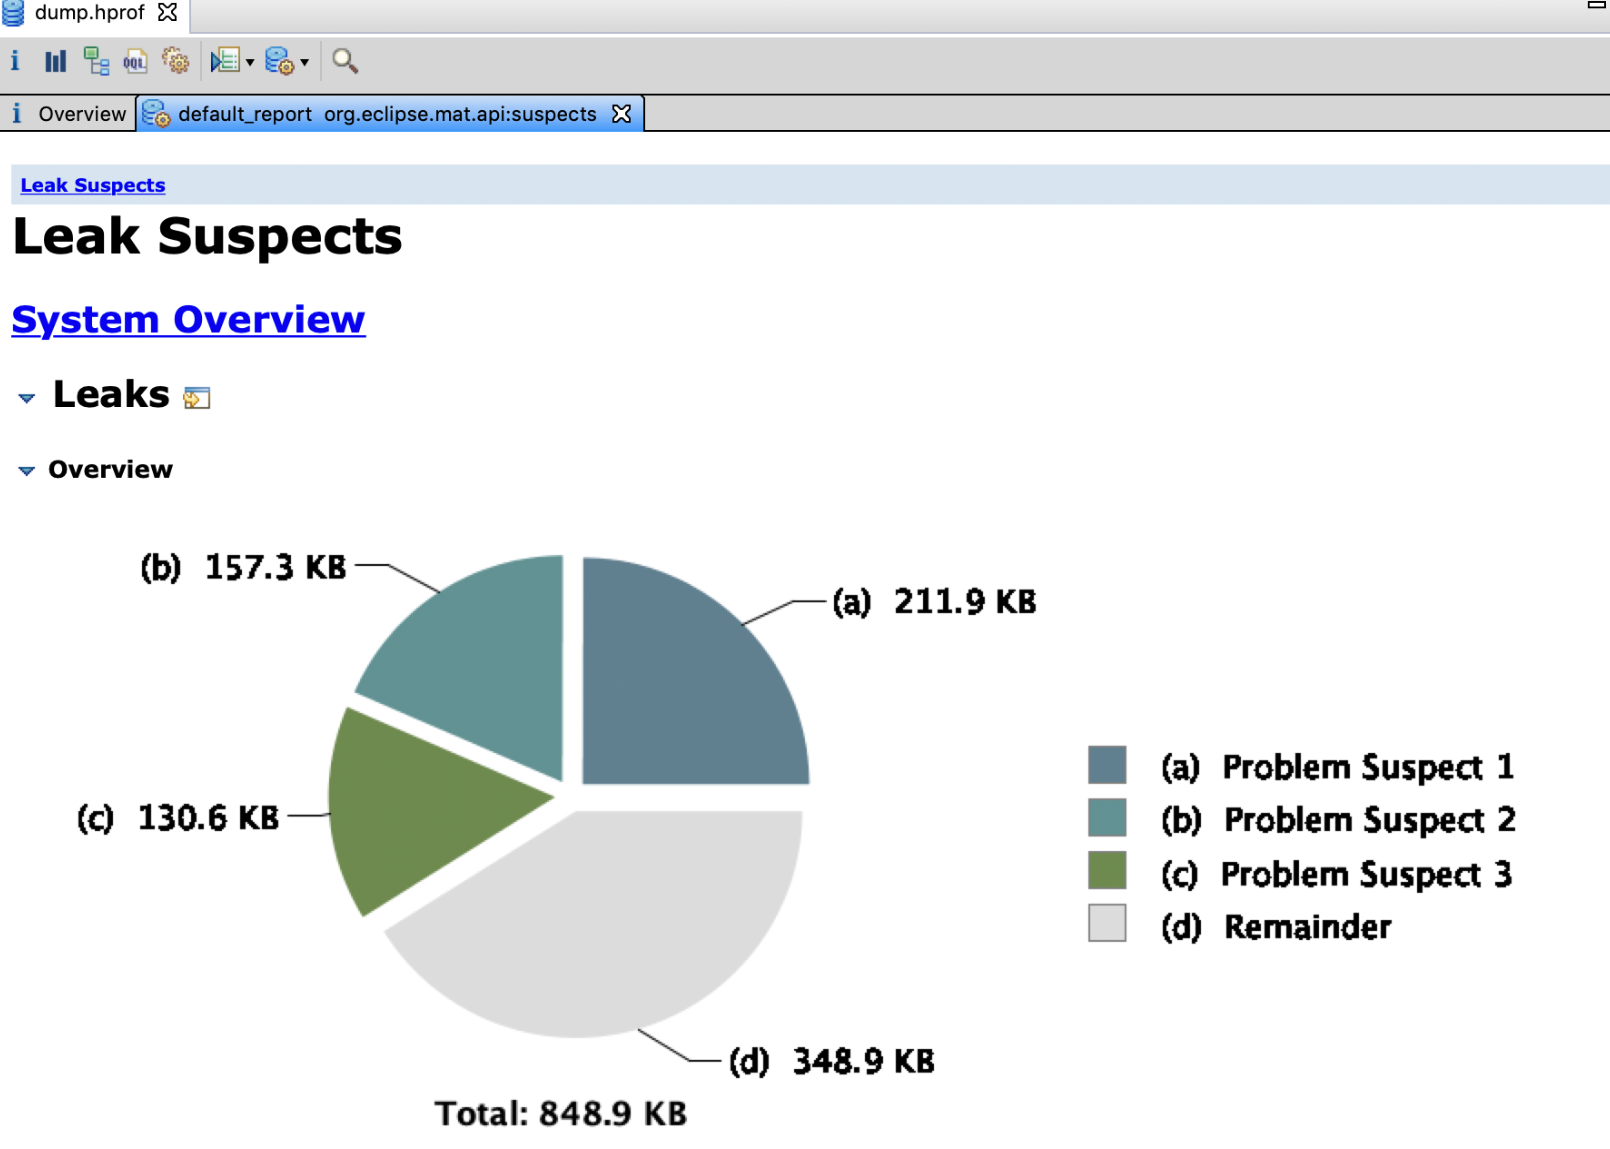 dump.hprof
i OQL
i Overview default_report org.eclipse.mat.api:suspects
Leak Suspects
Leak Suspects
System Overview
Leaks
Overview
(b) 157.3 KB
(a) 211.9 KB
(c) 130.6 KB
(d) 348.9 KB
Total: 848.9 KB
(a) Problem Suspect 1
(b) Problem Suspect 2
(c) Problem Suspect 3
(d) Remainder